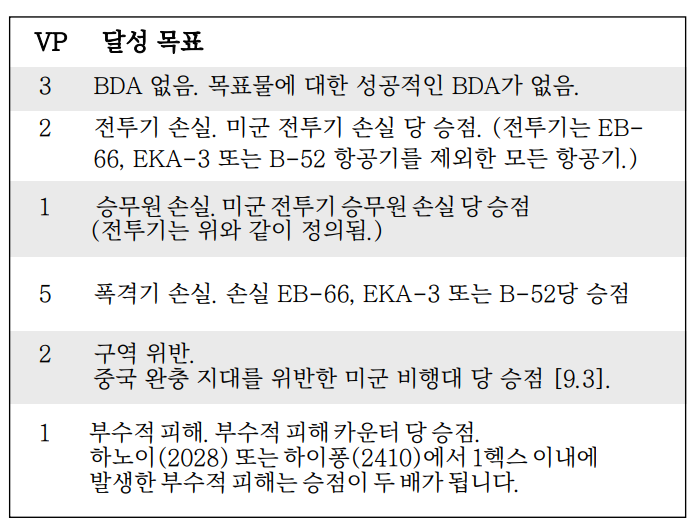 VP 달성 목표
3 BDA 없음. 목표물에 대한 성공적인 BDA가 없음.
2 전투기 손실. 미군 전투기 손실 당 승점. (전투기는 EB-
66, EKA-3 또는 B-52 항공기를 제외한 모든 항공기.)
1 승무원 손실. 미군 전투기 승무원 손실 당 승점
(전투기는 위와 같이 정의됨.)
5 폭격기 손실. 손실 EB-66, EKA-3 또는 B-52당 승점
2 구역 위반.
중국 완충 지대를 위반한 미군 비행대 당 승점 [9.3].
1 부수적 피해. 부수적 피해 카운터 당 승점.
하노이(2028) 또는 하이퐁(2410)에서 1헥스 이내에
발생한 부수적 피해는 승점이 두 배가 됩니다.